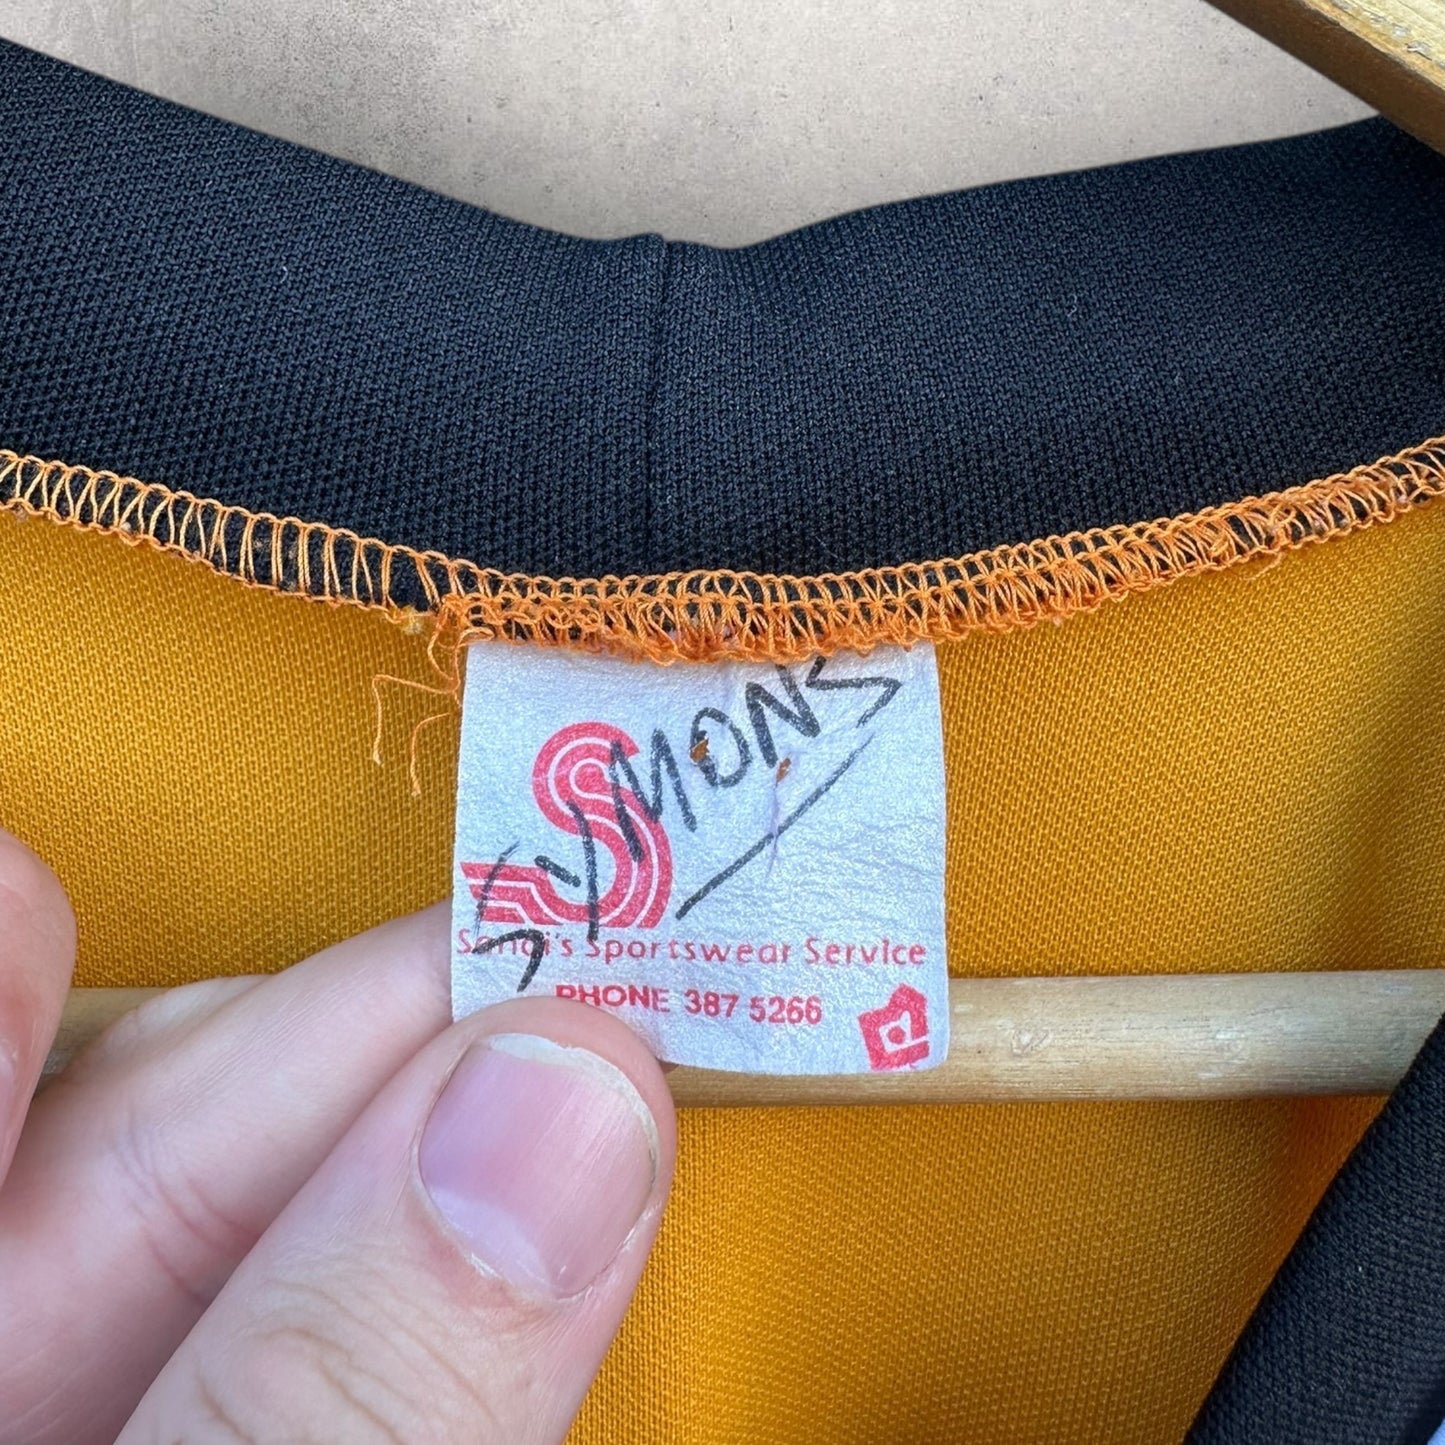 SYMONS
Sandi's Sportswear Service
PHONE 387 5266